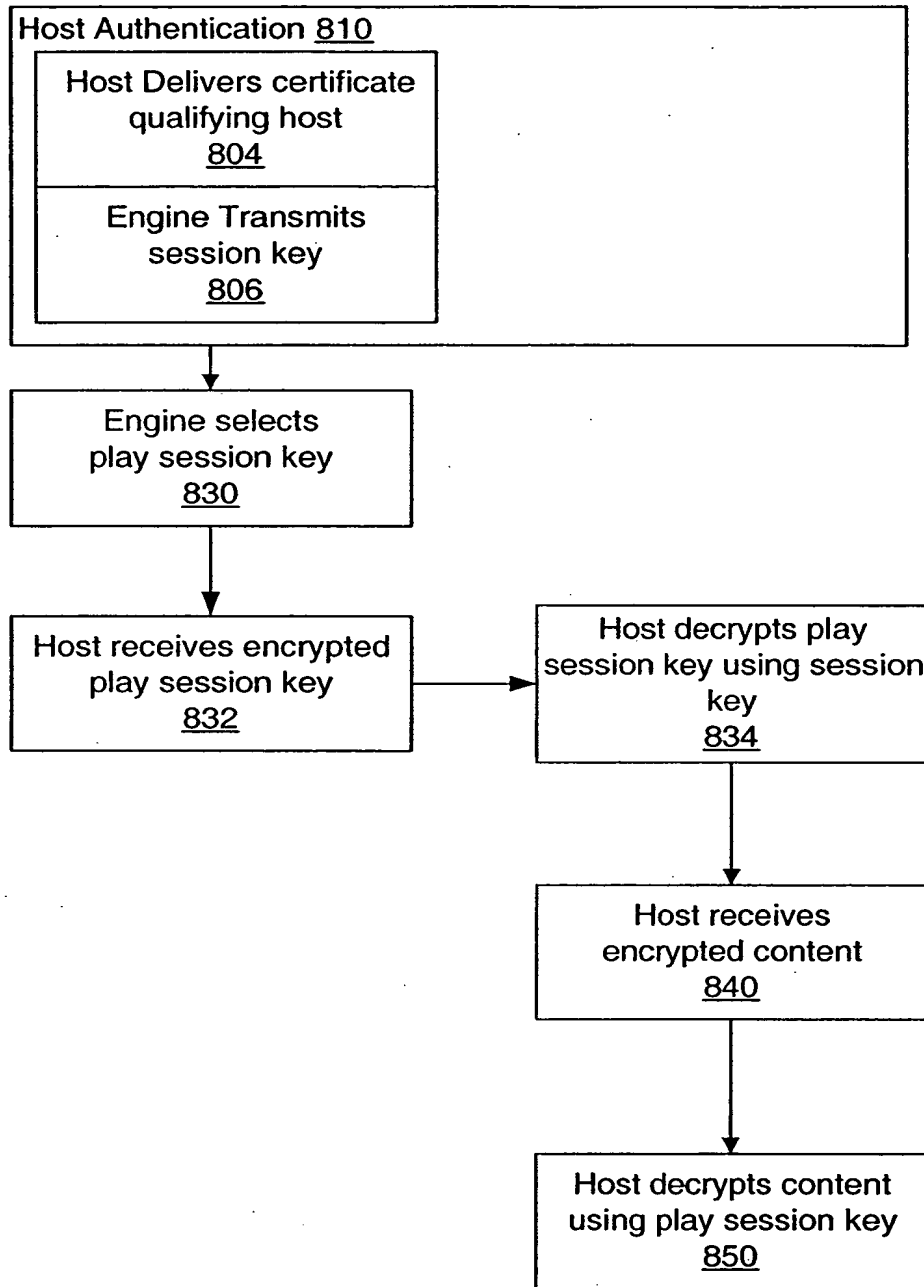 Host Authentication 810
Host Delivers certificate
qualifying host
804
Engine Transmits
session key
806
Engine selects
play session key
830
Host receives encrypted
play session key
832
Host decrypts play
session key using session
key
834
Host receives
encrypted content
840
Host decrypts content
using play session key
850